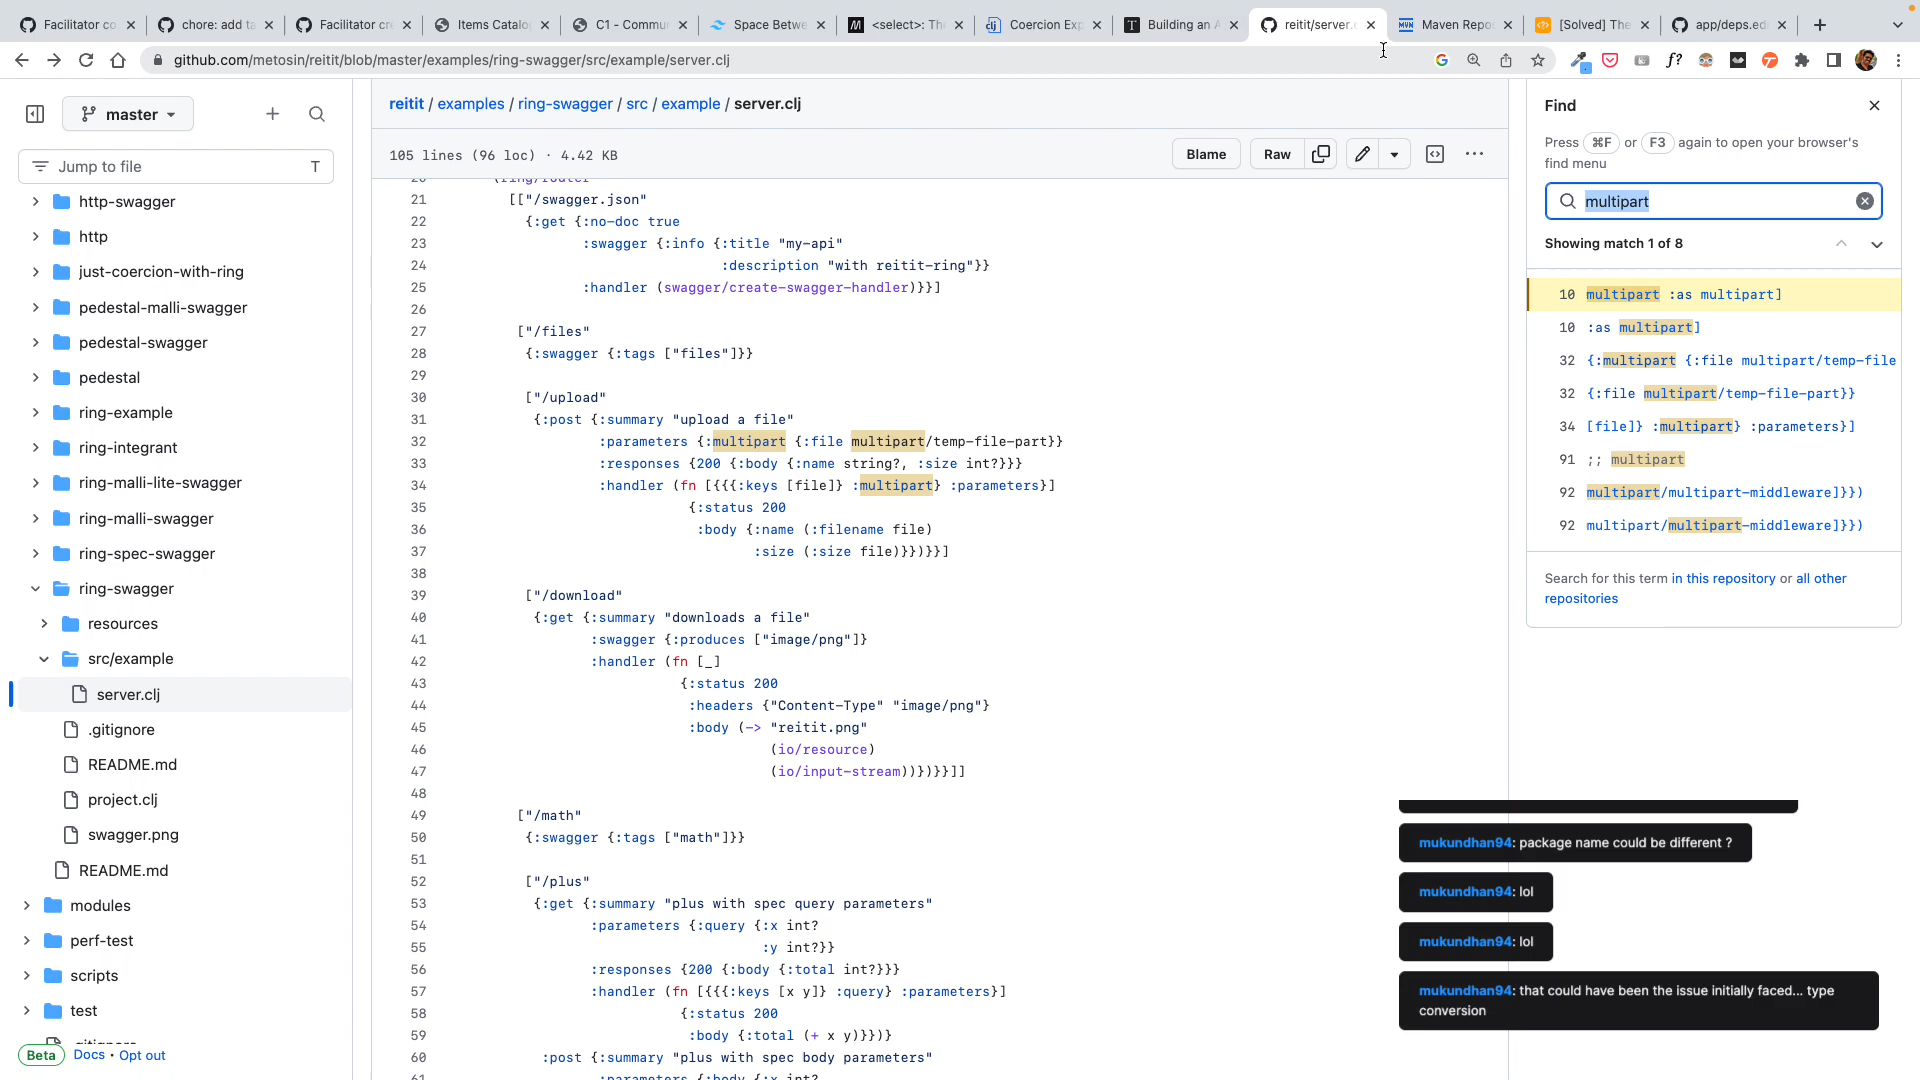 Facilitator co
chore: add ta
Facilitator cre
Items Catalo
C1 - Commu
Space Betwe
<select>: The
Coercion Exp
Building an A
reitit/server.c
Maven Repos
[Solved] The
app/deps.ed
github.com/metosin/reitit/blob/master/examples/ring-swagger/src/example/server.clj
master
Jump to file
T
http-swagger
http
just-coercion-with-ring
pedestal-malli-swagger
pedestal-swagger
pedestal
ring-example
ring-integrant
ring-malli-lite-swagger
ring-malli-swagger
ring-spec-swagger
ring-swagger
resources
src/example
server.clj
.gitignore
README.md
project.clj
swagger.png
README.md
modules
perf-test
scripts
test
Beta
Docs • Opt out
reitit / examples / ring-swagger / src / example / server.clj
105 lines (96 loc) · 4.42 KB
Blame
Raw
20 (ring/router
21 [["/swagger.json"
22 {:get {:no-doc true
23 :swagger {:info {:title "my-api"
24 :description "with reitit-ring"}}
25 :handler (swagger/create-swagger-handler)}}]
26
27 ["/files"
28 {:swagger {:tags ["files"]}}
29
30 ["/upload"
31 {:post {:summary "upload a file"
32 :parameters {:multipart {:file multipart/temp-file-part}}
33 :responses {200 {:body {:name string?, :size int?}}}
34 :handler (fn [{{{:keys [file]} :multipart} :parameters}]
35 {:status 200
36 :body {:name (:filename file)
37 :size (:size file)}})}}]
38
39 ["/download"
40 {:get {:summary "downloads a file"
41 :swagger {:produces ["image/png"]}
42 :handler (fn [_]
43 {:status 200
44 :headers {"Content-Type" "image/png"}
45 :body (-> "reitit.png"
46 (io/resource)
47 (io/input-stream))})}}]]
48
49 ["/math"
50 {:swagger {:tags ["math"]}}
51
52 ["/plus"
53 {:get {:summary "plus with spec query parameters"
54 :parameters {:query {:x int?
55 :y int?}}
56 :responses {200 {:body {:total int?}}}
57 :handler (fn [{{{:keys [x y]} :query} :parameters}]
58 {:status 200
59 :body {:total (+ x y)}})}
60 :post {:summary "plus with spec body parameters"
61 :parameters {:body {:x int?
Find
Press ⌘F or F3 again to open your browser's
find menu
multipart
Showing match 1 of 8
10 multipart :as multipart]
10 :as multipart]
32 {:multipart {:file multipart/temp-file
32 {:file multipart/temp-file-part}}
34 [file]} :multipart} :parameters}]
91 ;; multipart
92 multipart/multipart-middleware]}})
92 multipart/multipart-middleware]}})
Search for this term in this repository or all other
repositories
mukundhan94: package name could be different ?
mukundhan94: lol
mukundhan94: lol
mukundhan94: that could have been the issue initially faced... type
conversion